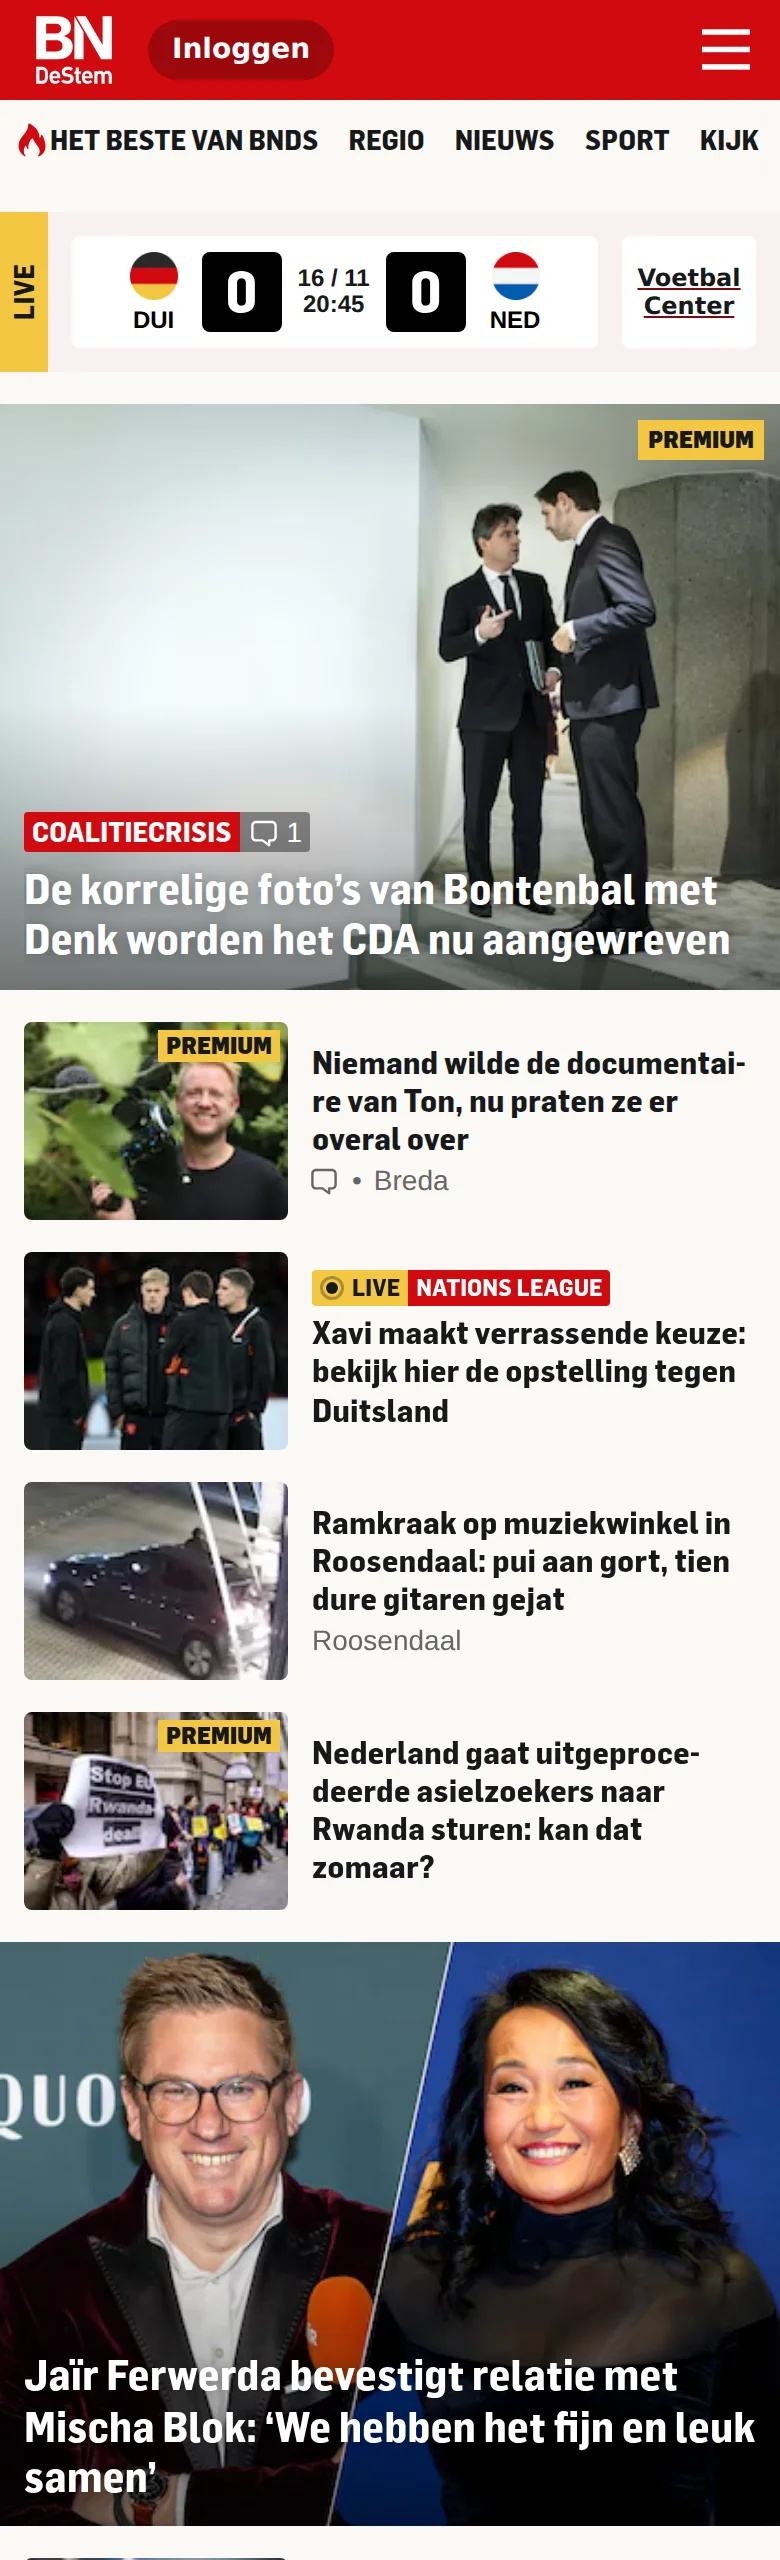 BN
DeStem
Inloggen
HET BESTE VAN BNDS REGIO NIEUWS SPORT KIJK
LIVE
DUI
0
16 / 11
20:45
0
NED
Voetbal
Center
PREMIUM
COALITIECRISIS 1
De korrelige foto’s van Bontenbal met
Denk worden het CDA nu aangewreven
PREMIUM
Niemand wilde de documentai-
re van Ton, nu praten ze er
overal over
• Breda
LIVE NATIONS LEAGUE
Xavi maakt verrassende keuze:
bekijk hier de opstelling tegen
Duitsland
Ramkraak op muziekwinkel in
Roosendaal: pui aan gort, tien
dure gitaren gejat
Roosendaal
PREMIUM
Stop EU
Rwanda
deal
Nederland gaat uitgeproce-
deerde asielzoekers naar
Rwanda sturen: kan dat
zomaar?
QUO
Jaïr Ferwerda bevestigt relatie met
Mischa Blok: ‘We hebben het fijn en leuk
samen’